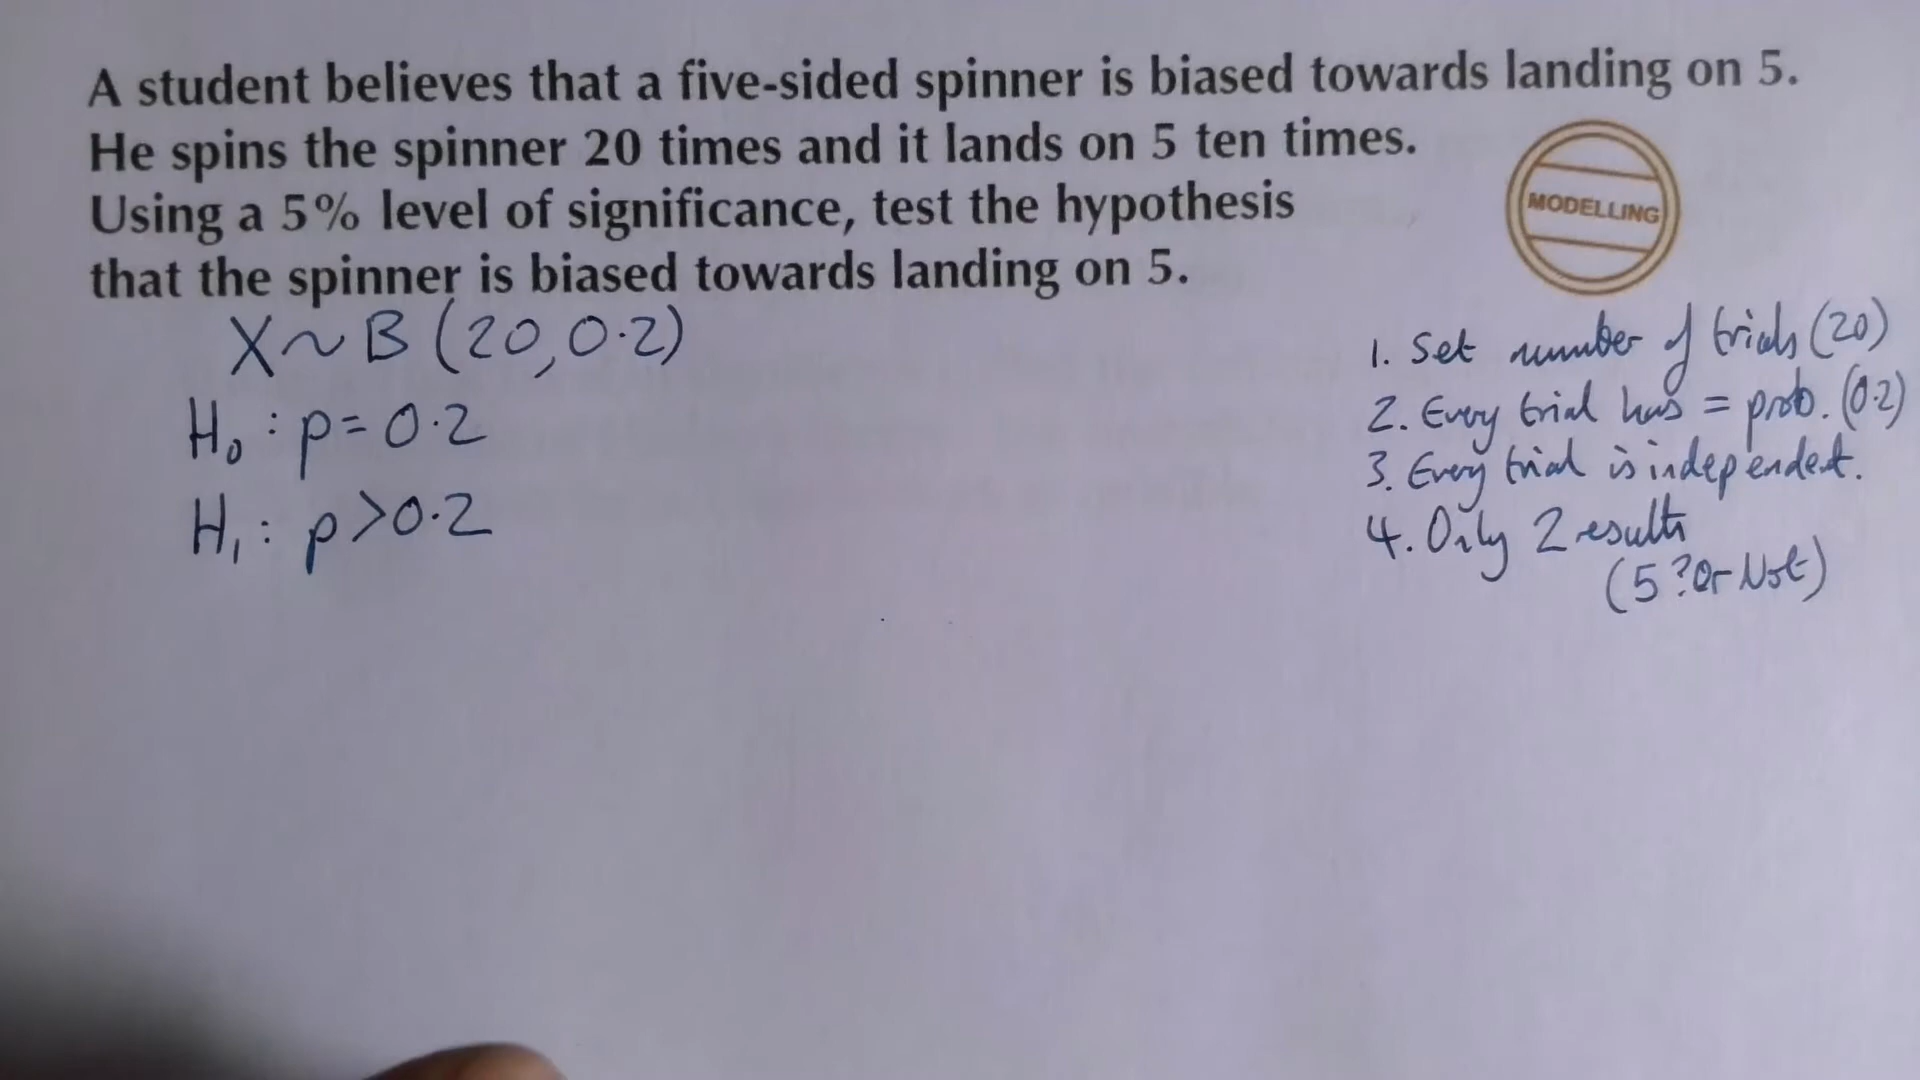 A student believes that a five-sided spinner is biased towards landing on 5.
He spins the spinner 20 times and it lands on 5 ten times.
Using a 5% level of significance, test the hypothesis
that the spinner is biased towards landing on 5.
MODELLING
X~B(20,0.2)
H₀: p=0.2
H₁: p>0.2
1. Set number of trials (20)
2. Every trial has = prob. (0.2)
3. Every trial is independent.
4. Only 2 results
(5? Or Not)